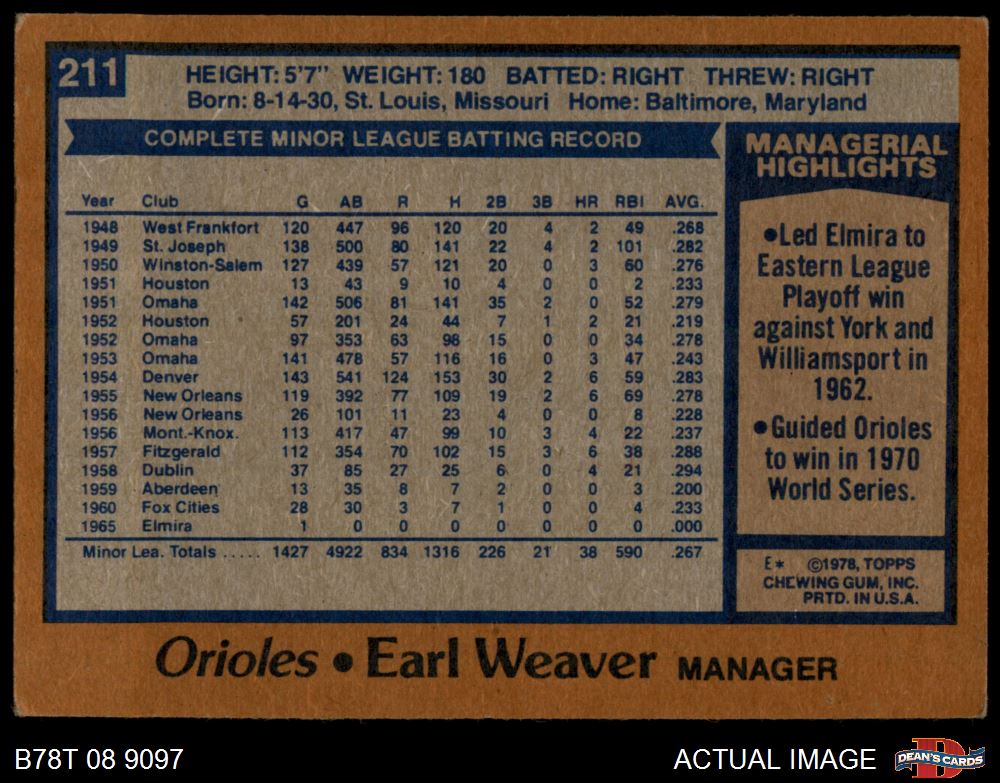 211
HEIGHT: 5'7" WEIGHT: 180 BATTED: RIGHT THREW: RIGHT
Born: 8-14-30, St. Louis, Missouri Home: Baltimore, Maryland
COMPLETE MINOR LEAGUE BATTING RECORD
Year Club G AB R H 2B 3B HR RBI AVG.
1948 West Frankfort 120 447 96 120 20 4 2 49 .268
1949 St. Joseph 138 500 80 141 22 4 2 101 .282
1950 Winston-Salem 127 439 57 121 20 0 3 60 .276
1951 Houston 13 43 9 10 4 0 0 2 .233
1951 Omaha 142 506 81 141 35 2 0 52 .279
1952 Houston 57 201 24 44 7 1 2 21 .219
1952 Omaha 97 353 63 98 15 0 0 34 .278
1953 Omaha 141 478 57 116 16 0 3 47 .243
1954 Denver 143 541 124 153 30 2 6 59 .283
1955 New Orleans 119 392 77 109 19 2 6 69 .278
1956 New Orleans 26 101 11 23 4 0 0 8 .228
1956 Mont.-Knox. 113 417 47 99 10 3 4 22 .237
1957 Fitzgerald 112 354 70 102 15 3 6 38 .288
1958 Dublin 37 85 27 25 6 0 4 21 .294
1959 Aberdeen 13 35 8 7 2 0 0 3 .200
1960 Fox Cities 28 30 3 7 1 0 0 4 .233
1965 Elmira 1 0 0 0 0 0 0 0 .000
Minor Lea. Totals ..... 1427 4922 834 1316 226 21 38 590 .267
MANAGERIAL
HIGHLIGHTS
•Led Elmira to
Eastern League
Playoff win
against York and
Williamsport in
1962.
•Guided Orioles
to win in 1970
World Series.
E* ©1978, TOPPS
CHEWING GUM, INC.
PRTD. IN U.S.A.
Orioles • Earl Weaver MANAGER
B78T 08 9097
ACTUAL IMAGE
D
DEAN'S CARDS